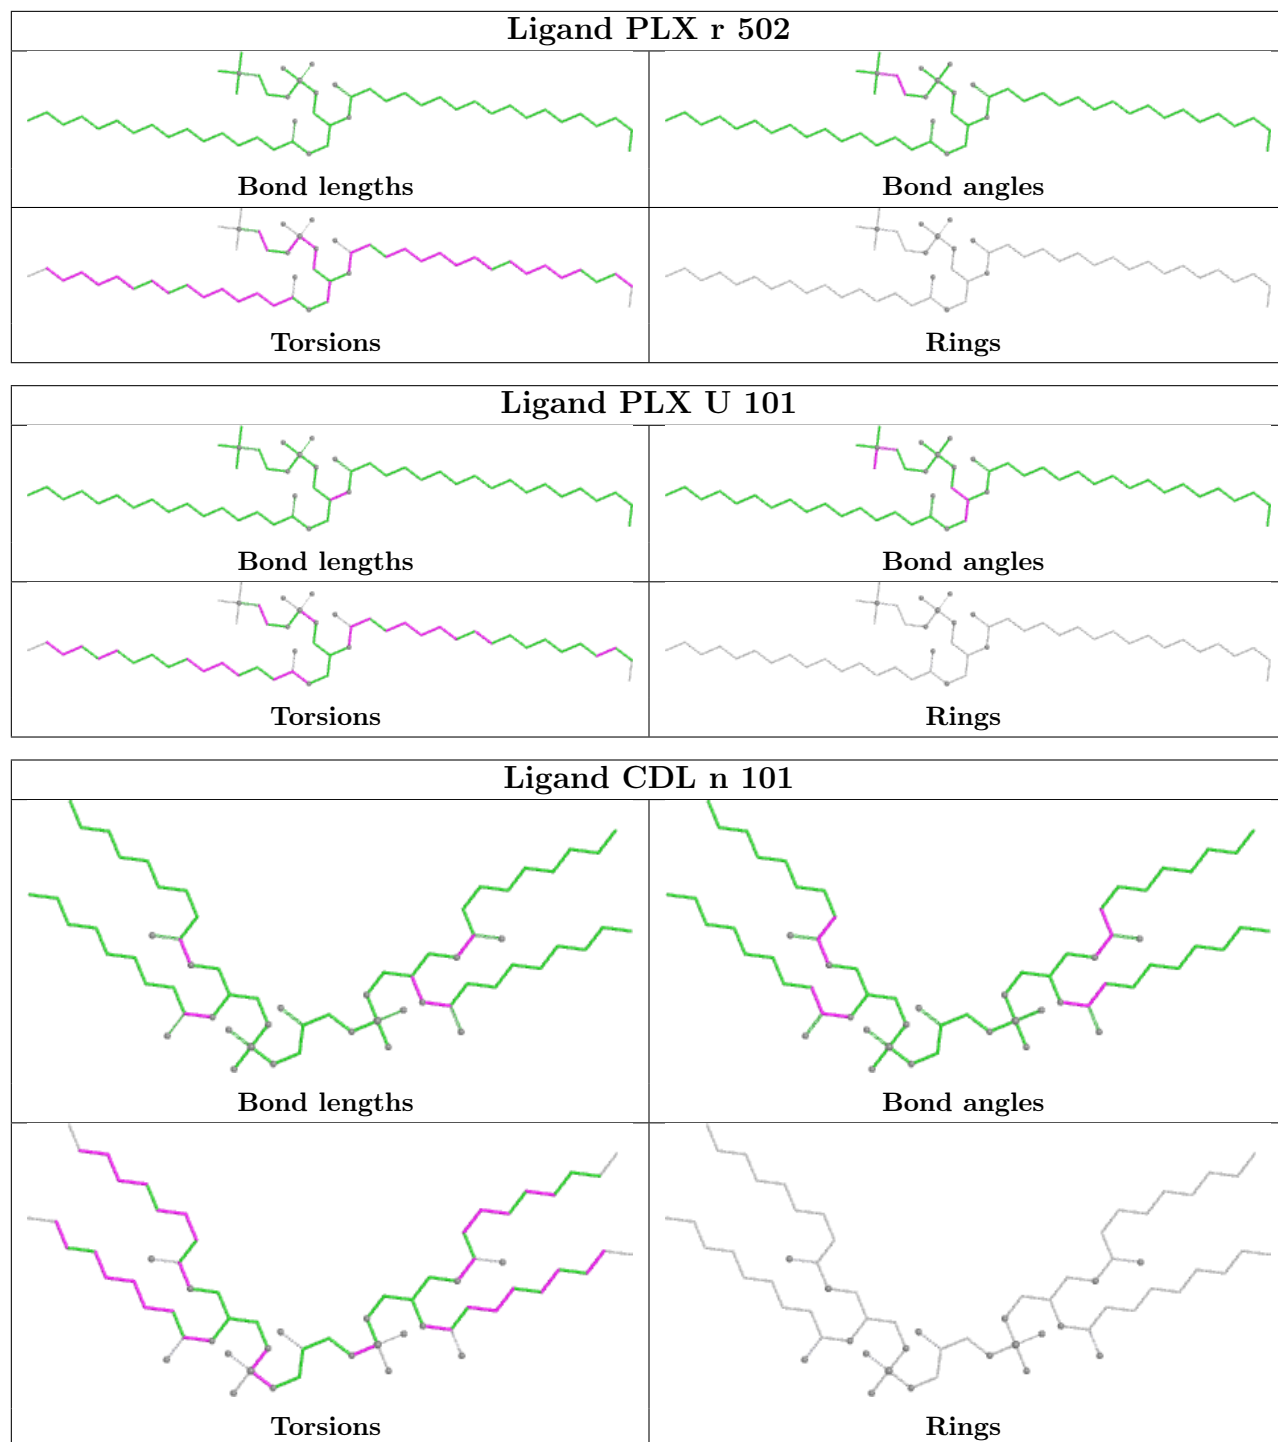 Ligand PLX r 502
Bond lengths
Bond angles
Torsions
Rings
Ligand PLX U 101
Bond lengths
Bond angles
Torsions
Rings
Ligand CDL n 101
Bond lengths
Bond angles
Torsions
Rings